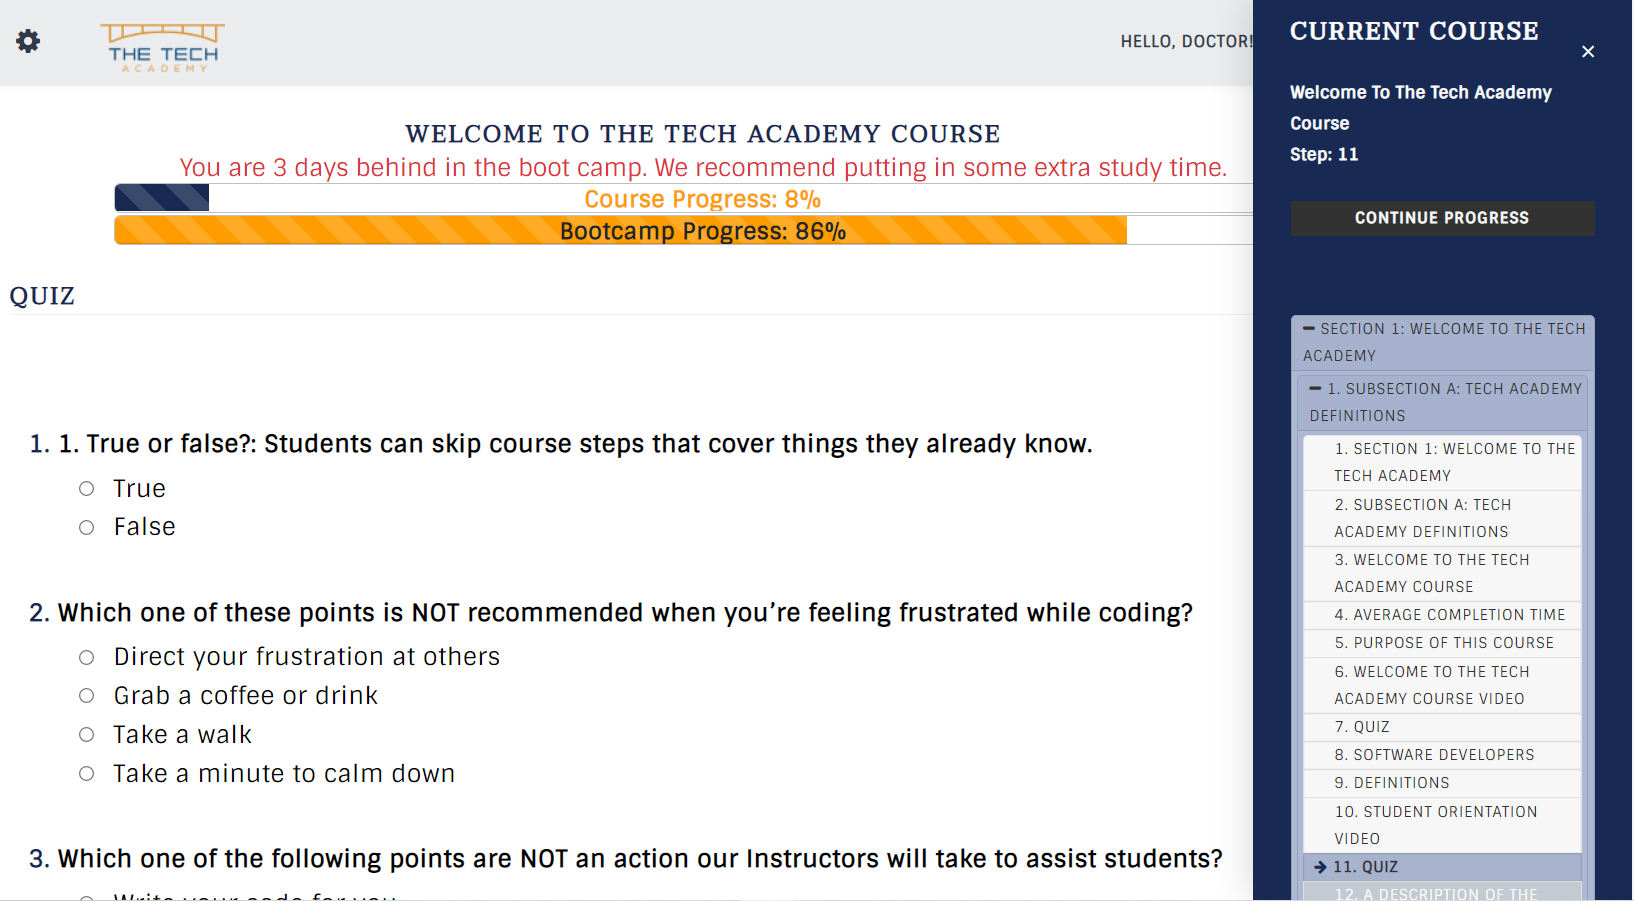 THE TECH
ACADEMY
HELLO, DOCTOR!
WELCOME TO THE TECH ACADEMY COURSE
You are 3 days behind in the boot camp. We recommend putting in some extra study time.
Course Progress: 8%
Bootcamp Progress: 86%
QUIZ
1. 1. True or false?: Students can skip course steps that cover things they already know.
True
False
2. Which one of these points is NOT recommended when you’re feeling frustrated while coding?
Direct your frustration at others
Grab a coffee or drink
Take a walk
Take a minute to calm down
3. Which one of the following points are NOT an action our Instructors will take to assist students?
Write your code for you
CURRENT COURSE
×
Welcome To The Tech Academy
Course
Step: 11
CONTINUE PROGRESS
SECTION 1: WELCOME TO THE TECH
ACADEMY
1. SUBSECTION A: TECH ACADEMY
DEFINITIONS
1. SECTION 1: WELCOME TO THE
TECH ACADEMY
2. SUBSECTION A: TECH
ACADEMY DEFINITIONS
3. WELCOME TO THE TECH
ACADEMY COURSE
4. AVERAGE COMPLETION TIME
5. PURPOSE OF THIS COURSE
6. WELCOME TO THE TECH
ACADEMY COURSE VIDEO
7. QUIZ
8. SOFTWARE DEVELOPERS
9. DEFINITIONS
10. STUDENT ORIENTATION
VIDEO
11. QUIZ
12. A DESCRIPTION OF THE